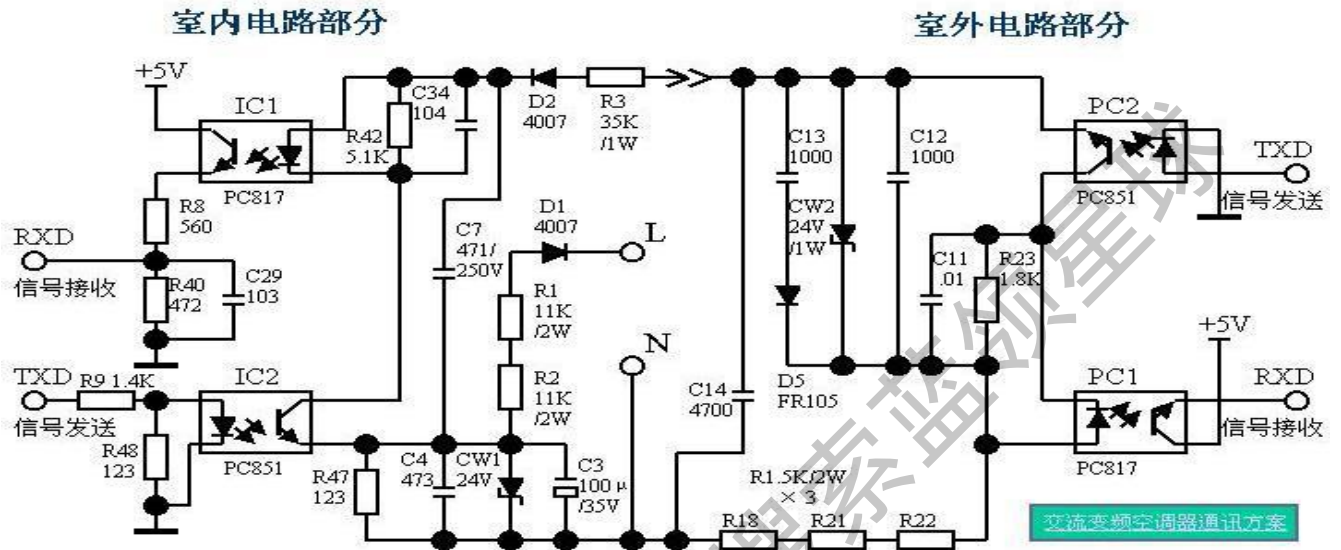 室内电路部分
室外电路部分
+5V
IC1
PC817
R42
5.1K
C34
104
D2
4007
R3
35K
/1W
R8
560
RXD
信号接收
R40
472
C29
103
C7
471/
250V
D1
4007
L
R1
11K
/2W
R2
11K
/2W
N
TXD
R9 1.4K
信号发送
R48
123
IC2
PC851
R47
123
C4
473
CW1
24V
C3
100μ
/35V
C13
1000
CW2
24V
/1W
C12
1000
D5
FR105
C14
4700
C11
.01
R23
1.8K
PC2
PC851
TXD
信号发送
+5V
PC1
PC817
RXD
信号接收
R1.5K/2W
×3
R18
R21
R22
交流变频空调器通讯方案
搜索蓝领星球